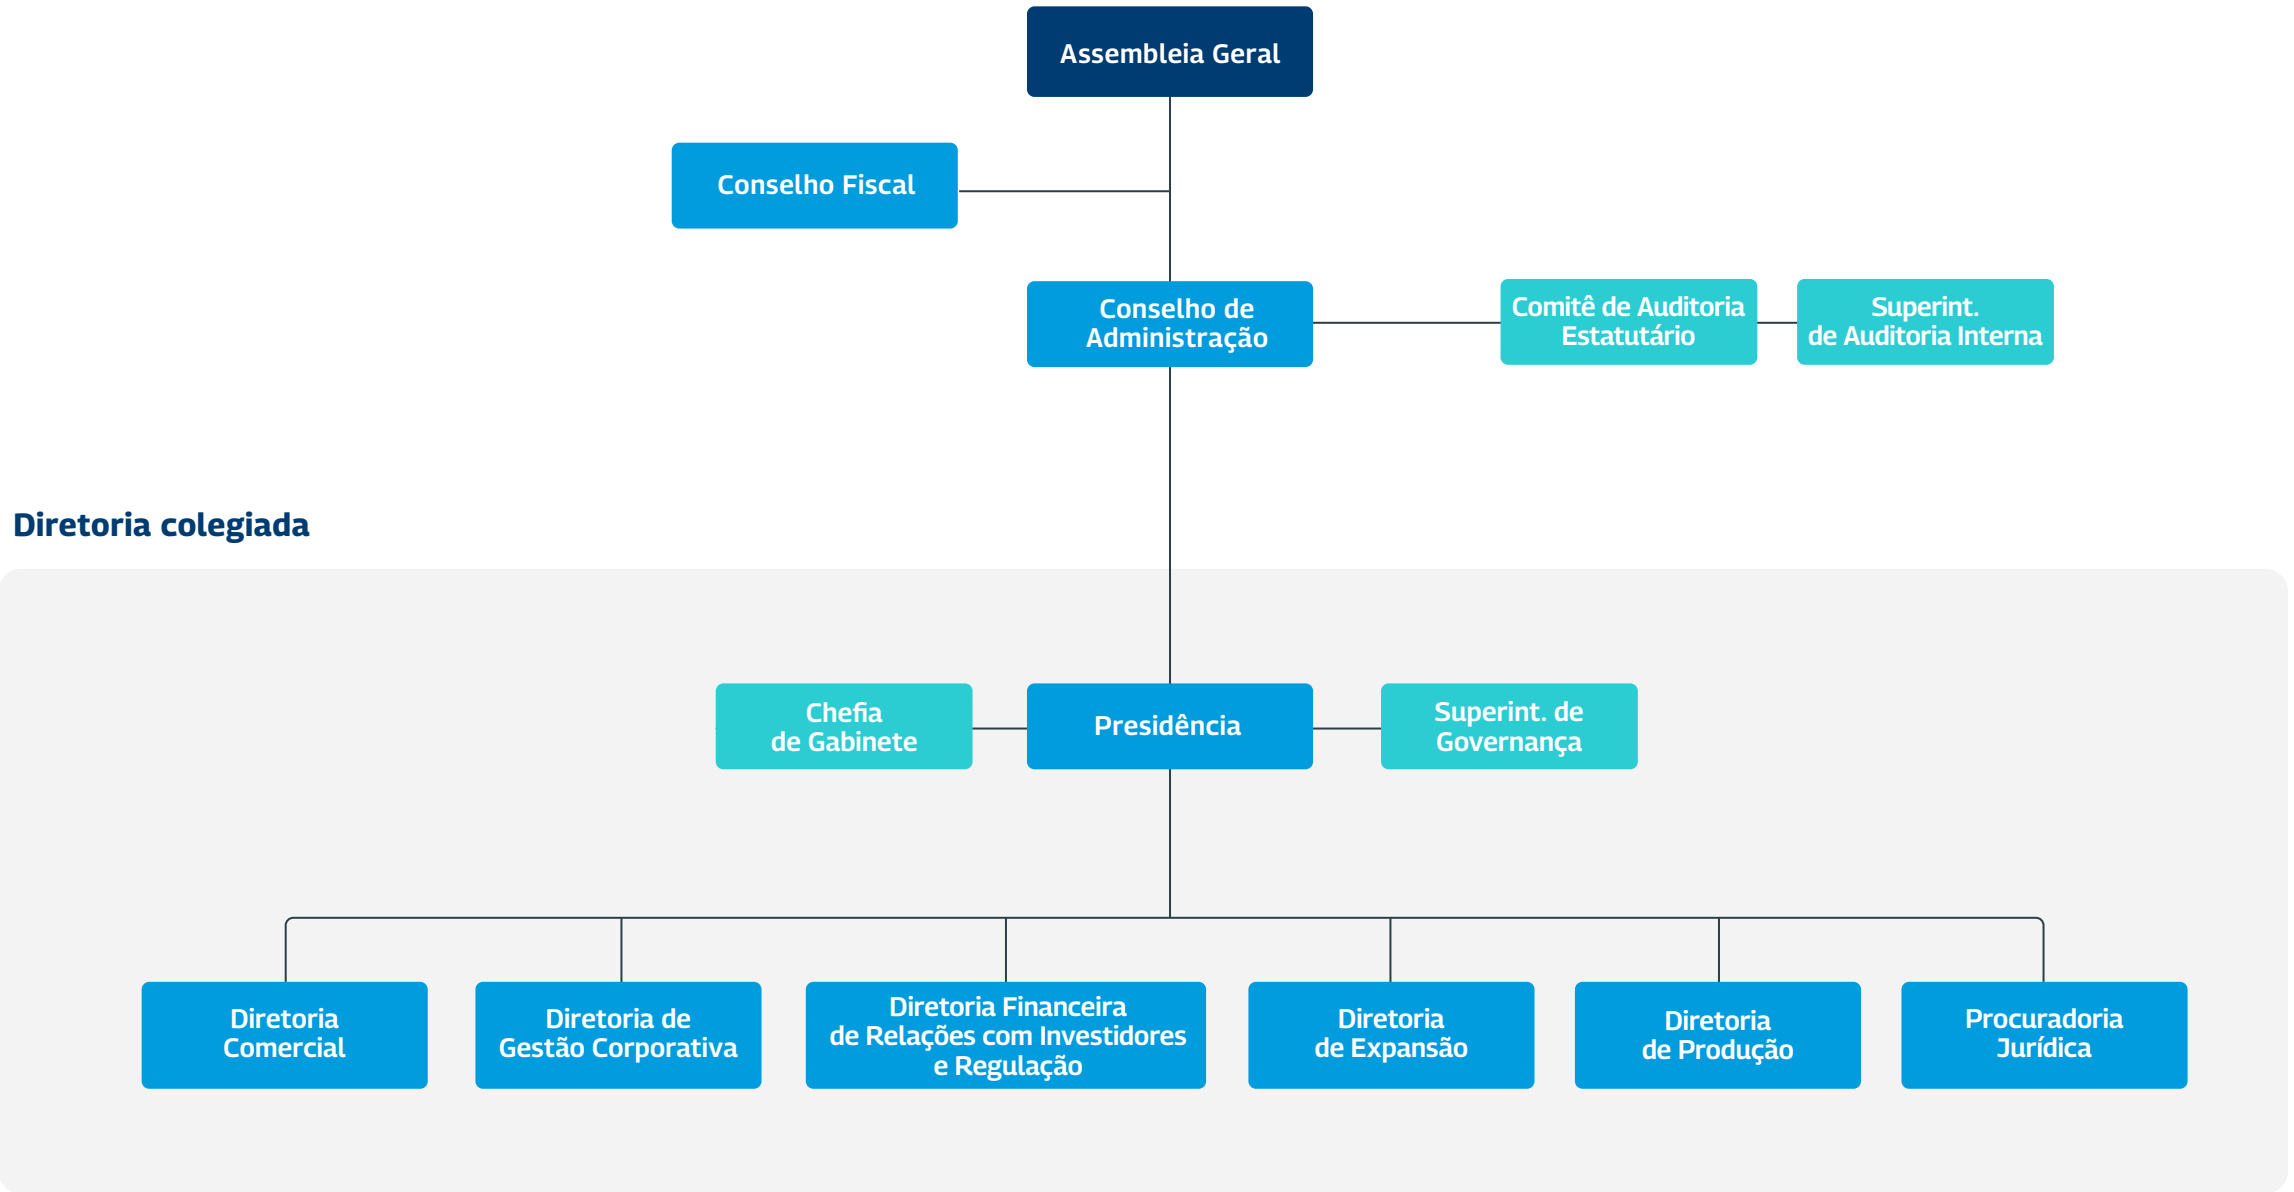 Assembleia Geral
Conselho Fiscal
Conselho de
Administração
Comitê de Auditoria
Estatutário
Superint.
de Auditoria Interna
Diretoria colegiada
Chefia
de Gabinete
Presidência
Superint. de
Governança
Diretoria
Comercial
Diretoria de
Gestão Corporativa
Diretoria Financeira
de Relações com Investidores
e Regulação
Diretoria
de Expansão
Diretoria
de Produção
Procuradoria
Jurídica